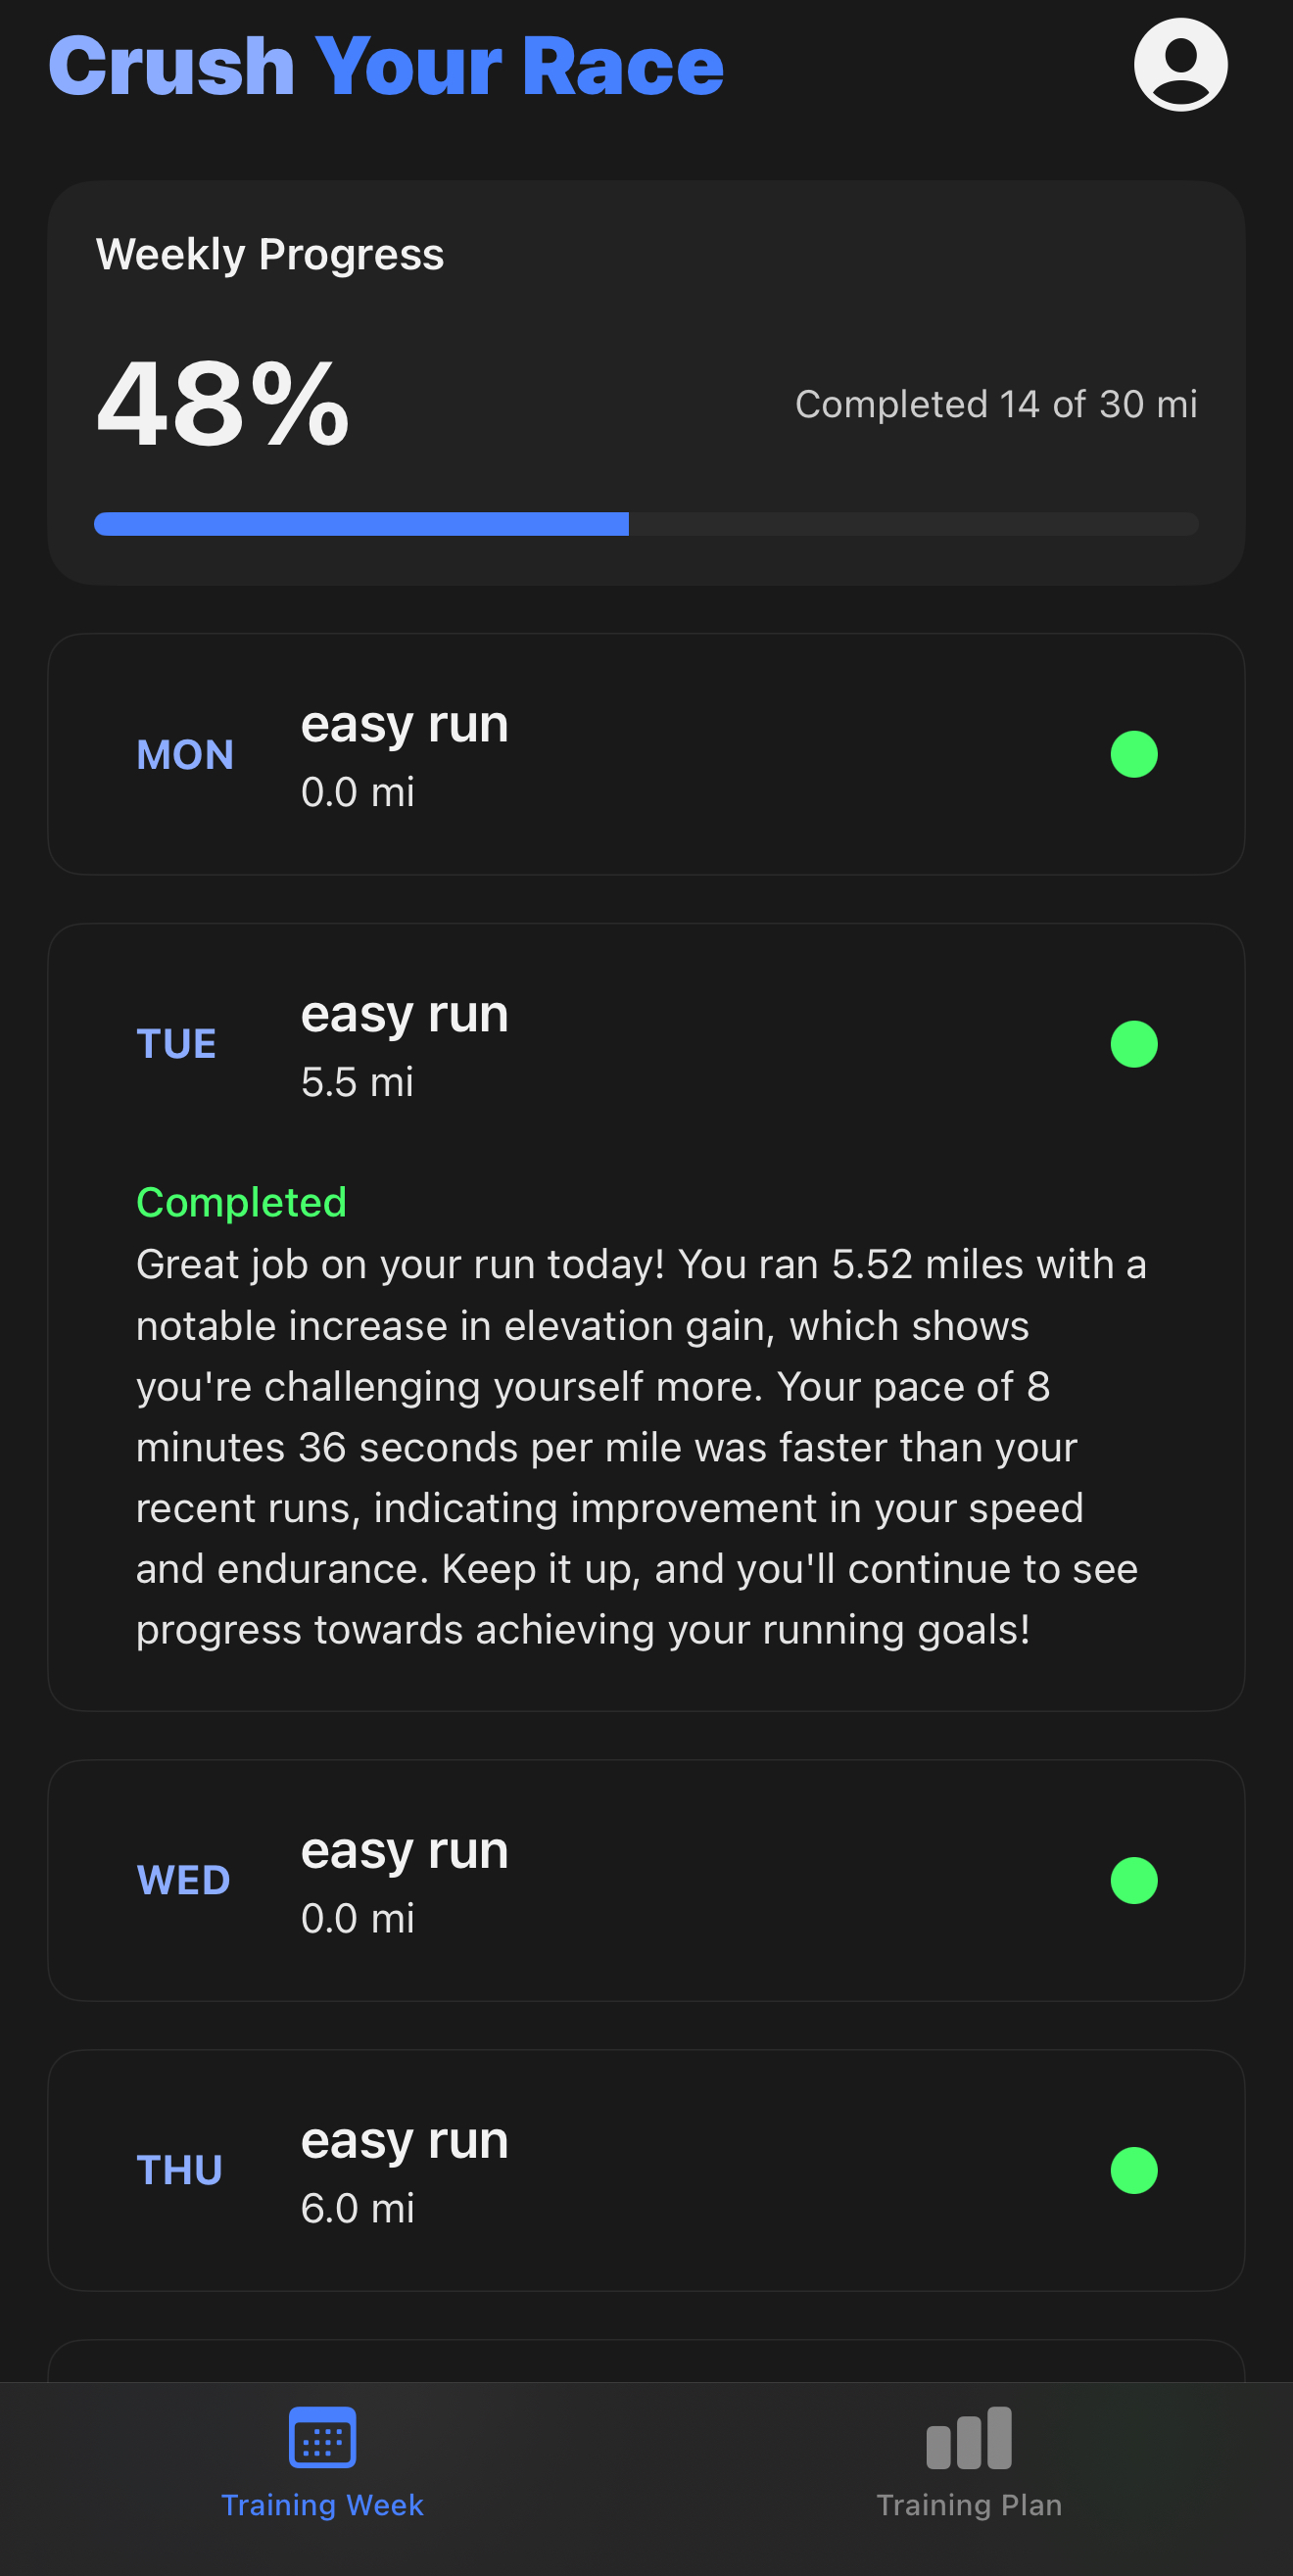 Crush Your Race
Weekly Progress
48%
Completed 14 of 30 mi
MON
easy run
0.0 mi
TUE
easy run
5.5 mi
Completed
Great job on your run today! You ran 5.52 miles with a
notable increase in elevation gain, which shows
you're challenging yourself more. Your pace of 8
minutes 36 seconds per mile was faster than your
recent runs, indicating improvement in your speed
and endurance. Keep it up, and you'll continue to see
progress towards achieving your running goals!
WED
easy run
0.0 mi
THU
easy run
6.0 mi
Training Week
Training Plan